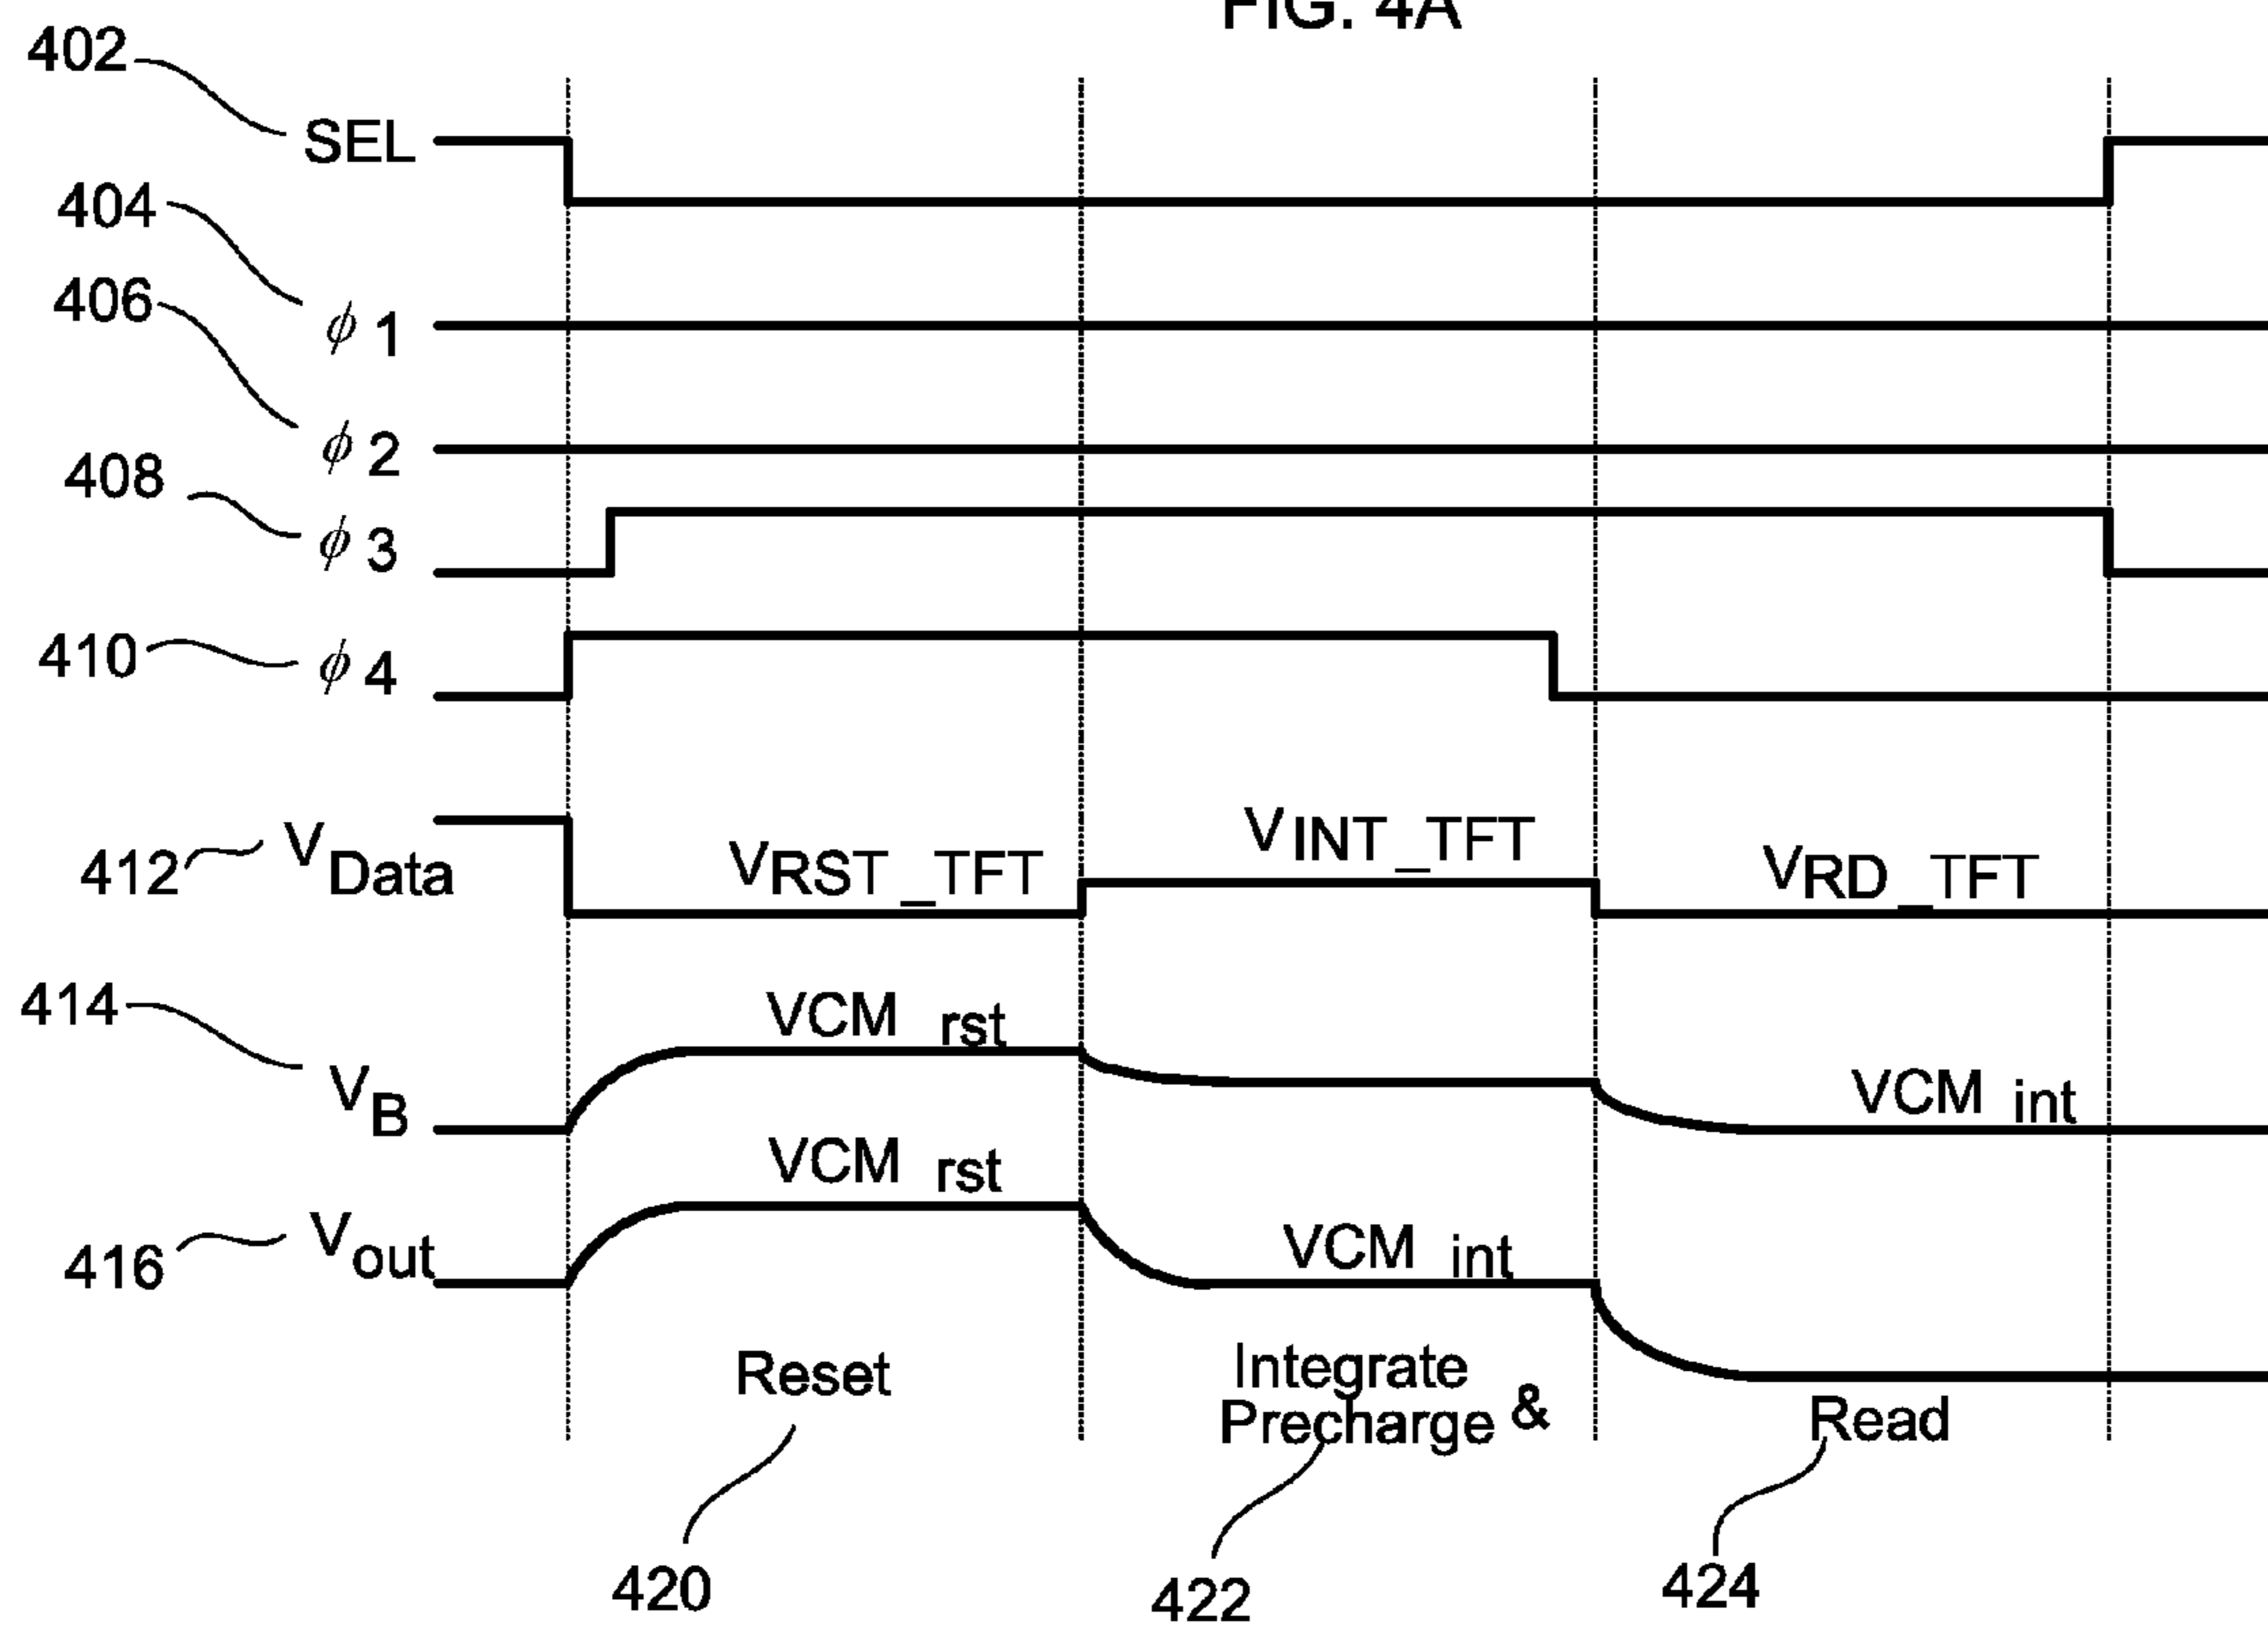 FIG. 4A
402
SEL
404
ϕ 1
406
ϕ 2
408
ϕ 3
410
ϕ 4
412
VData
VRST_TFT
VINT_TFT
VRD_TFT
414
VB
VCM rst
VCM int
416
Vout
VCM rst
VCM int
Reset
Integrate
Precharge &
Read
420
422
424